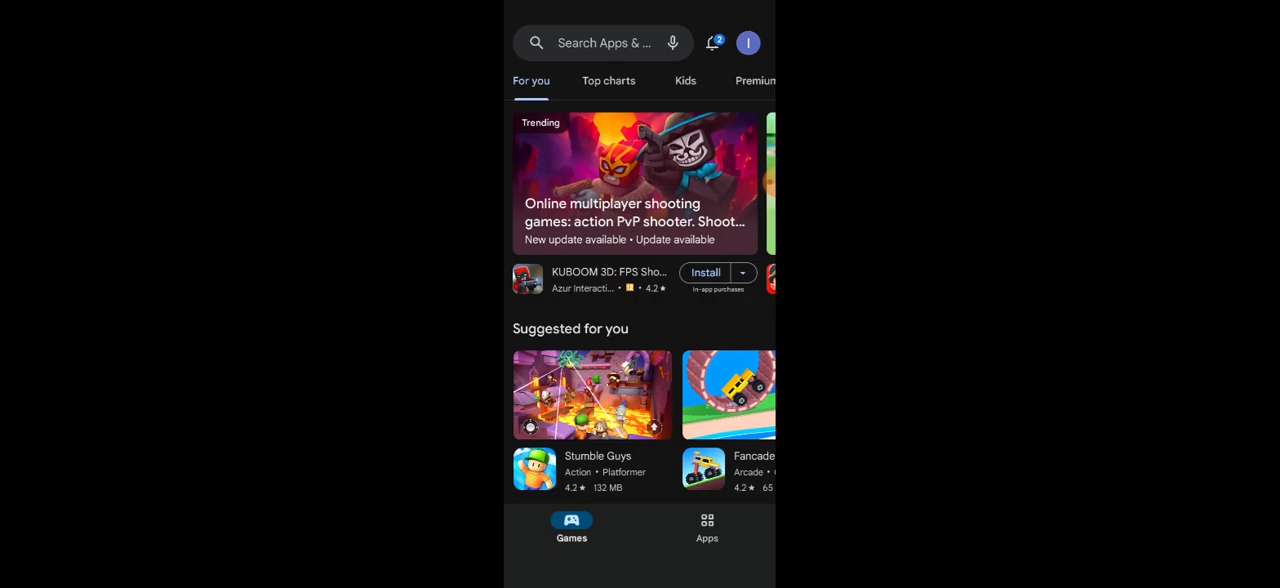 Search Apps & ...
2
I
For you
Top charts
Kids
Premium
Trending
Online multiplayer shooting
games: action PvP shooter. Shoot...
New update available • Update available
KUBOOM 3D: FPS Sho...
Install
Azur Interacti... • 12 • 4.2 ★
In-app purchases
Suggested for you
Stumble Guys
Action • Platformer
4.2 ★ 132 MB
Fancade
Arcade •
4.2 ★ 65
Games
Apps